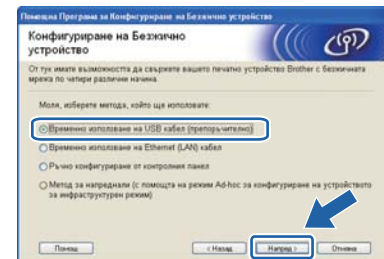 Помощна Програма за Конфигуриране на Безжично устройство
Конфигуриране на Безжично
устройство
От тук имате възможността да свържете вашето печатно устройство Brother с безжичната
мрежа по четири различни начина.
Моля, изберете метода, който ще използвате:
Временно използване на USB кабел (препоръчително)
Временно използване на Ethernet (LAN) кабел
Ръчно конфигуриране от контролния панел
Метод за напреднали (с помощта на режим Ad-hoc за конфигуриране на устройството
за инфраструктурен режим)
Помощ
< Назад
Напред >
Отмяна